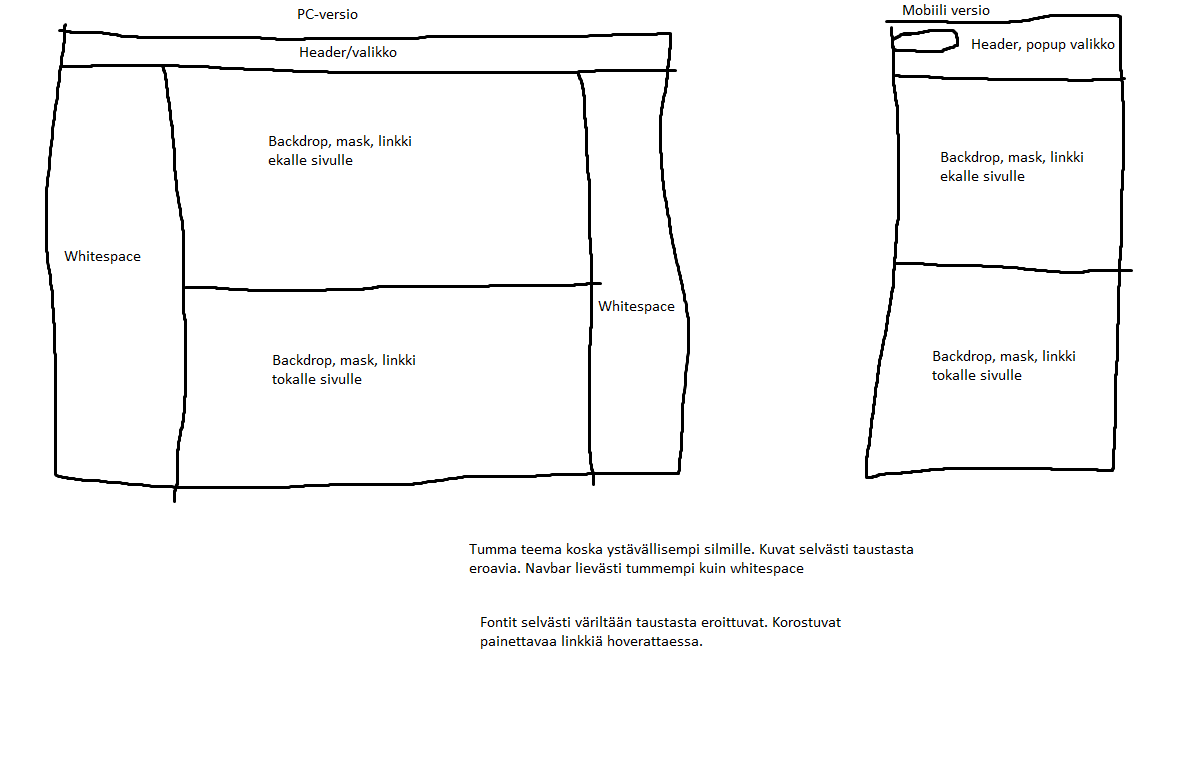 PC-versio
Header/valikko
Backdrop, mask, linkki
ekalle sivulle
Whitespace
Whitespace
Backdrop, mask, linkki
tokalle sivulle
Mobiili versio
Header, popup valikko
Backdrop, mask, linkki
ekalle sivulle
Backdrop, mask, linkki
tokalle sivulle
Tumma teema koska ystävällisempi silmille. Kuvat selvästi taustasta
eroavia. Navbar lievästi tummempi kuin whitespace
Fontit selvästi väriltään taustasta eroittuvat. Korostuvat
painettavaa linkkiä hoverattaessa.